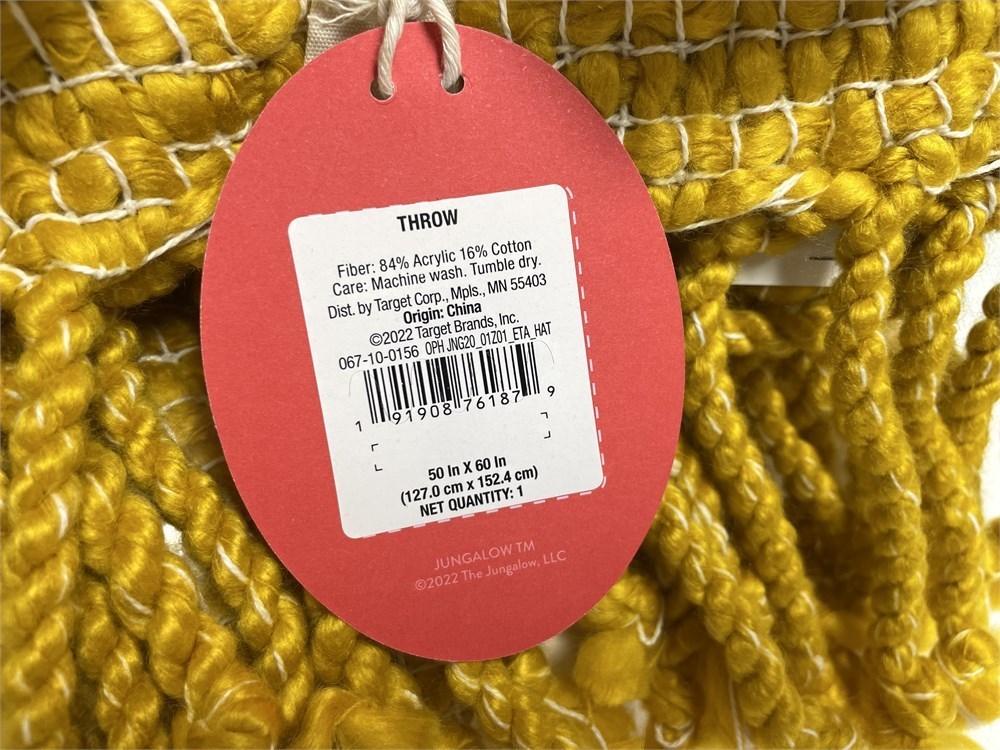 THROW
Fiber: 84% Acrylic 16% Cotton
Care: Machine wash. Tumble dry.
Dist. by Target Corp., Mpls., MN 55403
Origin: China
©2022 Target Brands, Inc.
067-10-0156 OPH JNG20_01Z01_ETA_HAT
1 91908 76187 9
50 In X 60 In
(127.0 cm x 152.4 cm)
NET QUANTITY: 1
JUNGALOW TM
©2022 The Jungalow, LLC